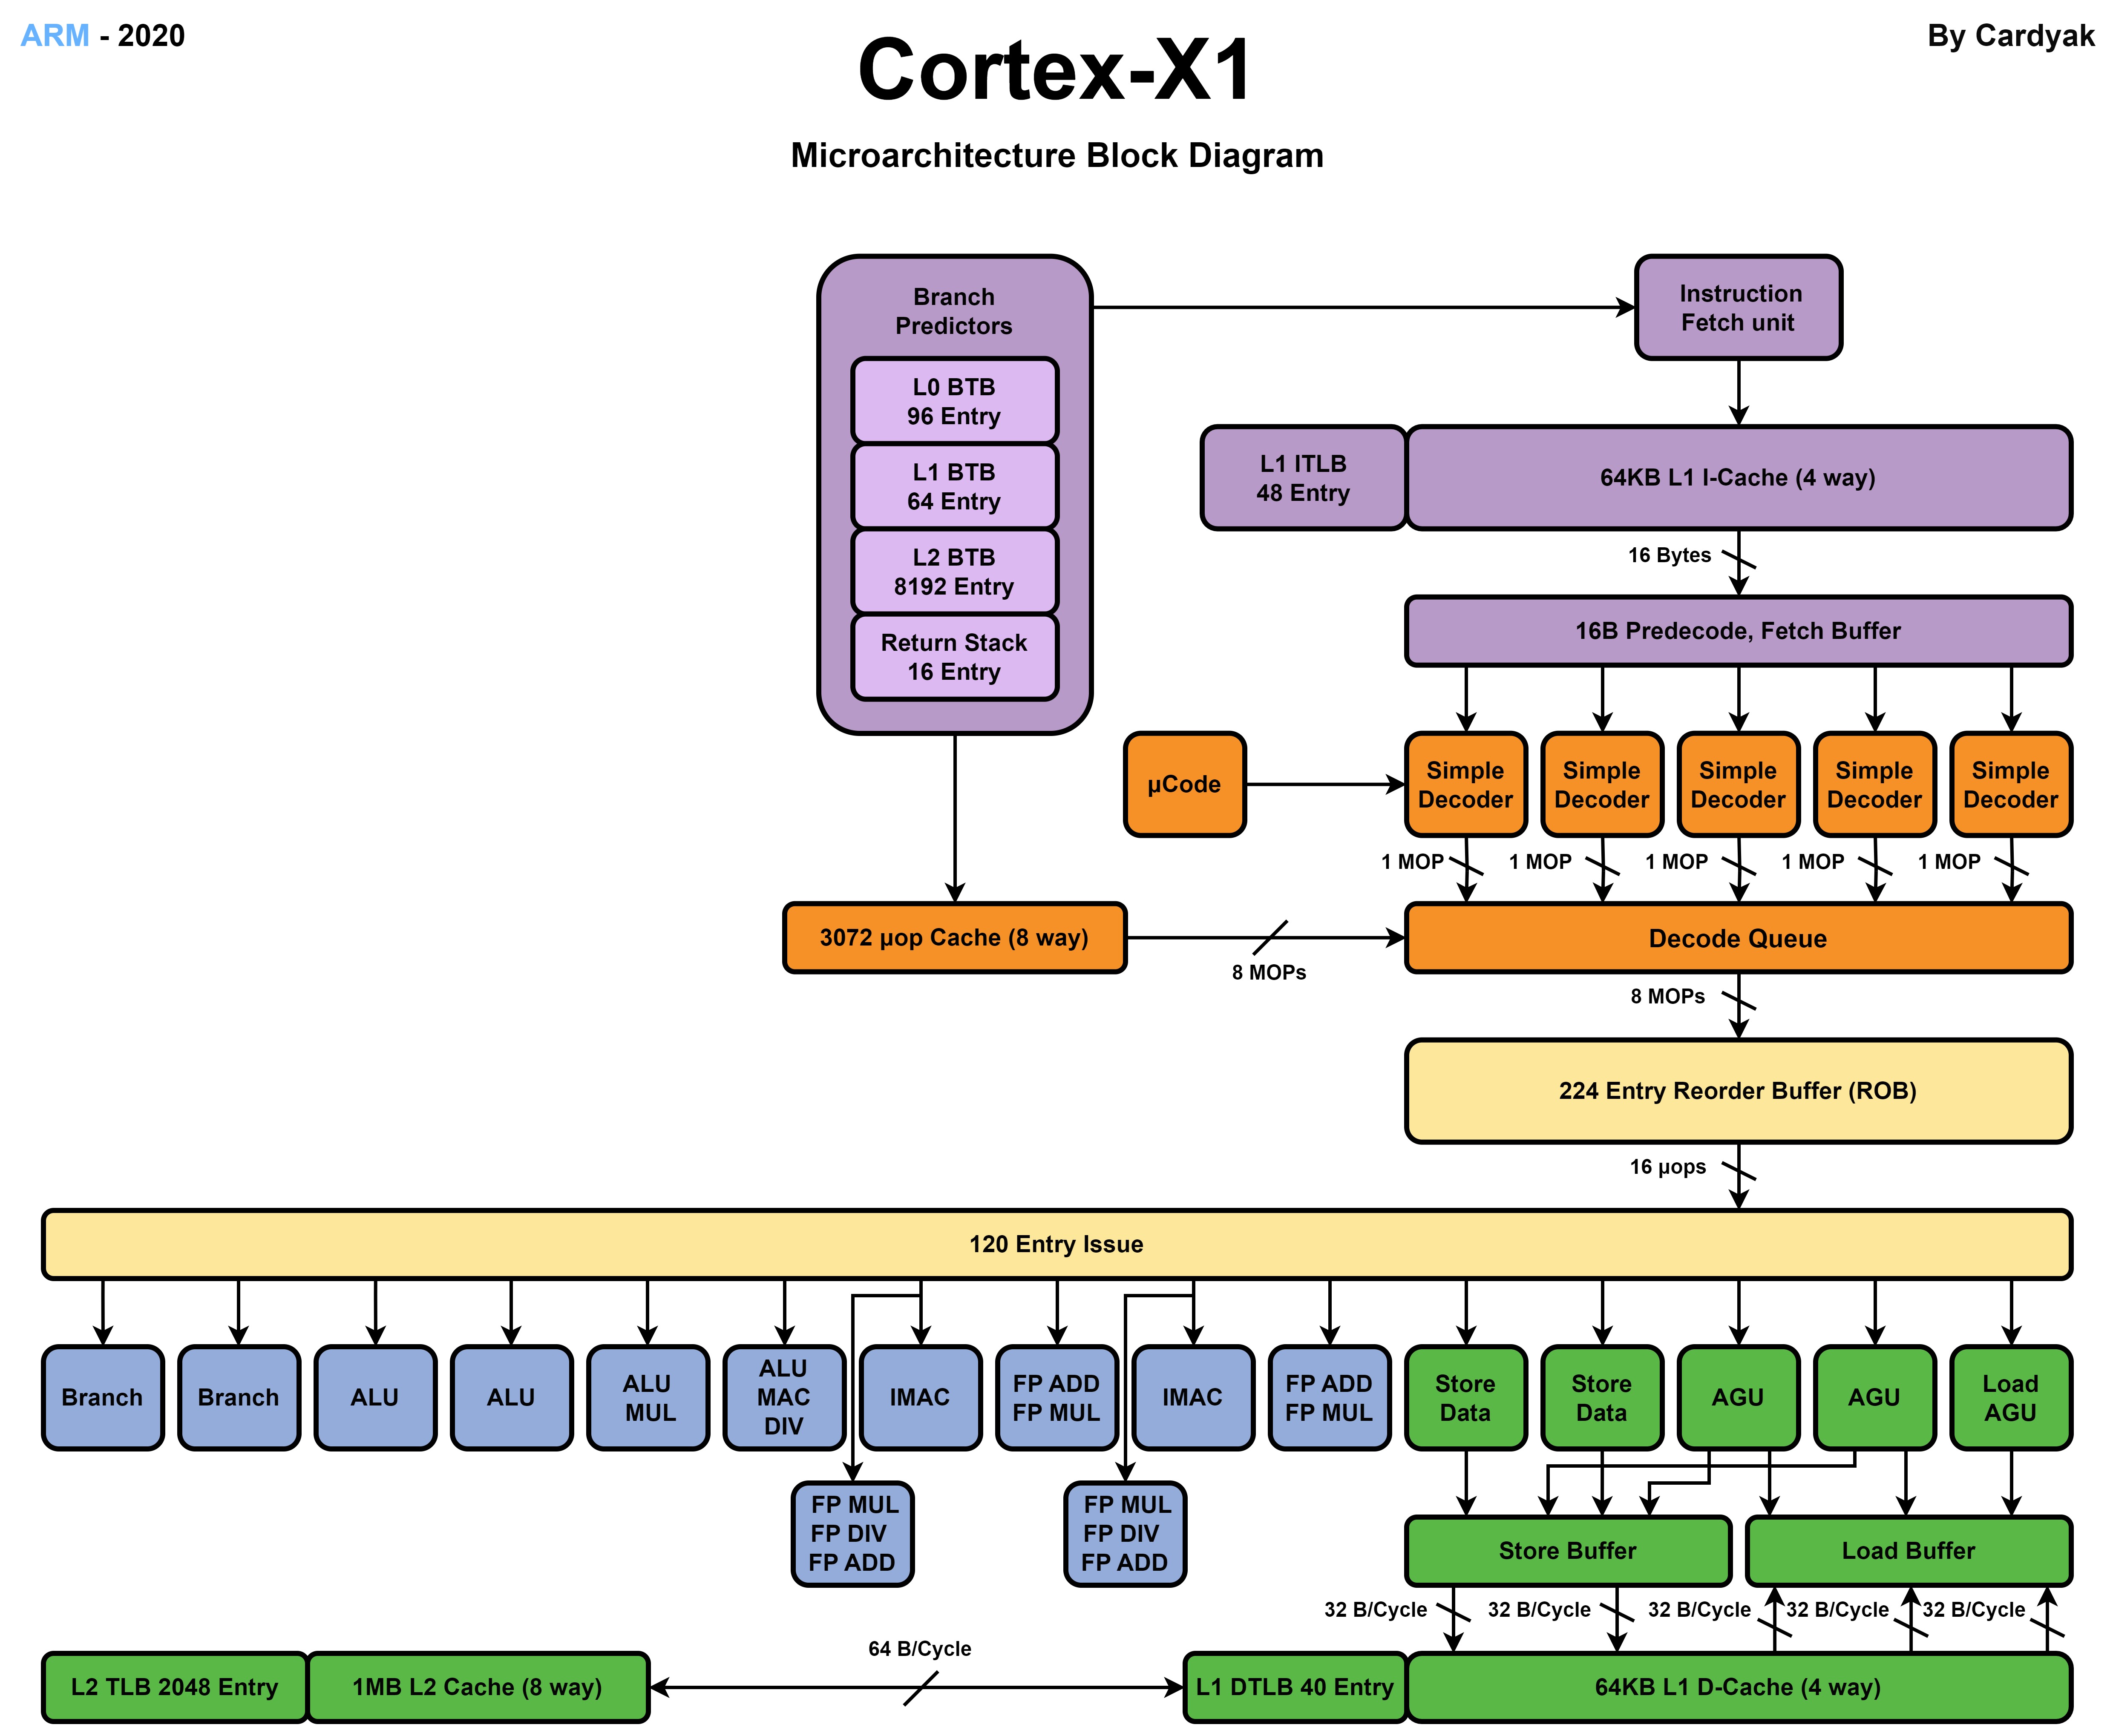 ARM - 2020
By Cardyak
Cortex-X1
Microarchitecture Block Diagram
Branch
Predictors
L0 BTB
96 Entry
L1 BTB
64 Entry
L2 BTB
8192 Entry
Return Stack
16 Entry
Instruction
Fetch unit
L1 ITLB
48 Entry
64KB L1 I-Cache (4 way)
16 Bytes
16B Predecode, Fetch Buffer
µCode
Simple
Decoder
Simple
Decoder
Simple
Decoder
Simple
Decoder
Simple
Decoder
1 MOP
1 MOP
1 MOP
1 MOP
1 MOP
3072 µop Cache (8 way)
8 MOPs
Decode Queue
8 MOPs
224 Entry Reorder Buffer (ROB)
16 µops
120 Entry Issue
Branch
Branch
ALU
ALU
ALU
MUL
ALU
MAC
DIV
IMAC
FP ADD
FP MUL
IMAC
FP ADD
FP MUL
Store
Data
Store
Data
AGU
AGU
Load
AGU
FP MUL
FP DIV
FP ADD
FP MUL
FP DIV
FP ADD
Store Buffer
Load Buffer
32 B/Cycle
32 B/Cycle
32 B/Cycle
32 B/Cycle
32 B/Cycle
L2 TLB 2048 Entry
1MB L2 Cache (8 way)
64 B/Cycle
L1 DTLB 40 Entry
64KB L1 D-Cache (4 way)